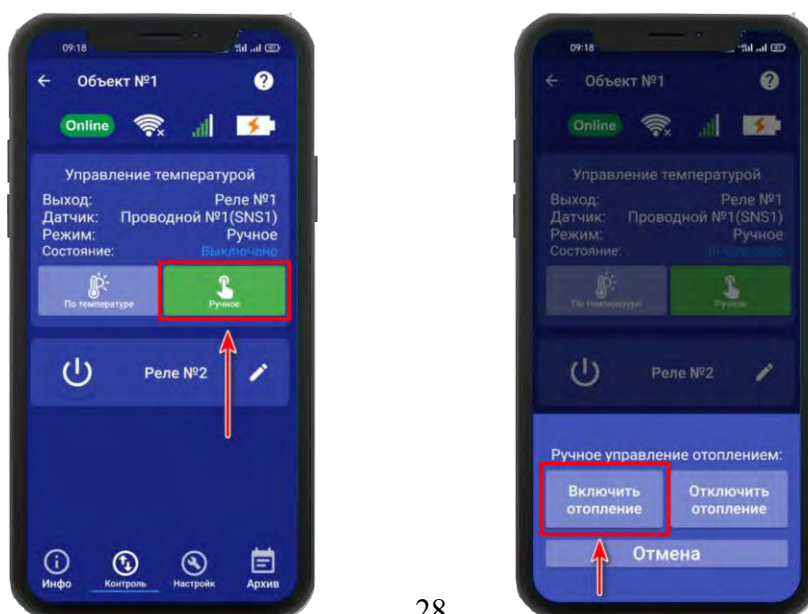 09:18
Объект №1
?
Online
Управление температурой
Выход: Реле №1
Датчик: Проводной №1(SNS1)
Режим: Ручное
Состояние: Выключено
По температуре
Ручное
Реле №2
Инфо
Контроль
Настройк
Архив
28
09:18
Объект №1
?
Online
Управление температурой
Выход: Реле №1
Датчик: Проводной №1(SNS1)
Режим: Ручное
Состояние:
По температуре
Ручное
Реле №2
Ручное управление отоплением:
Включить
отопление
Отключить
отопление
Отмена